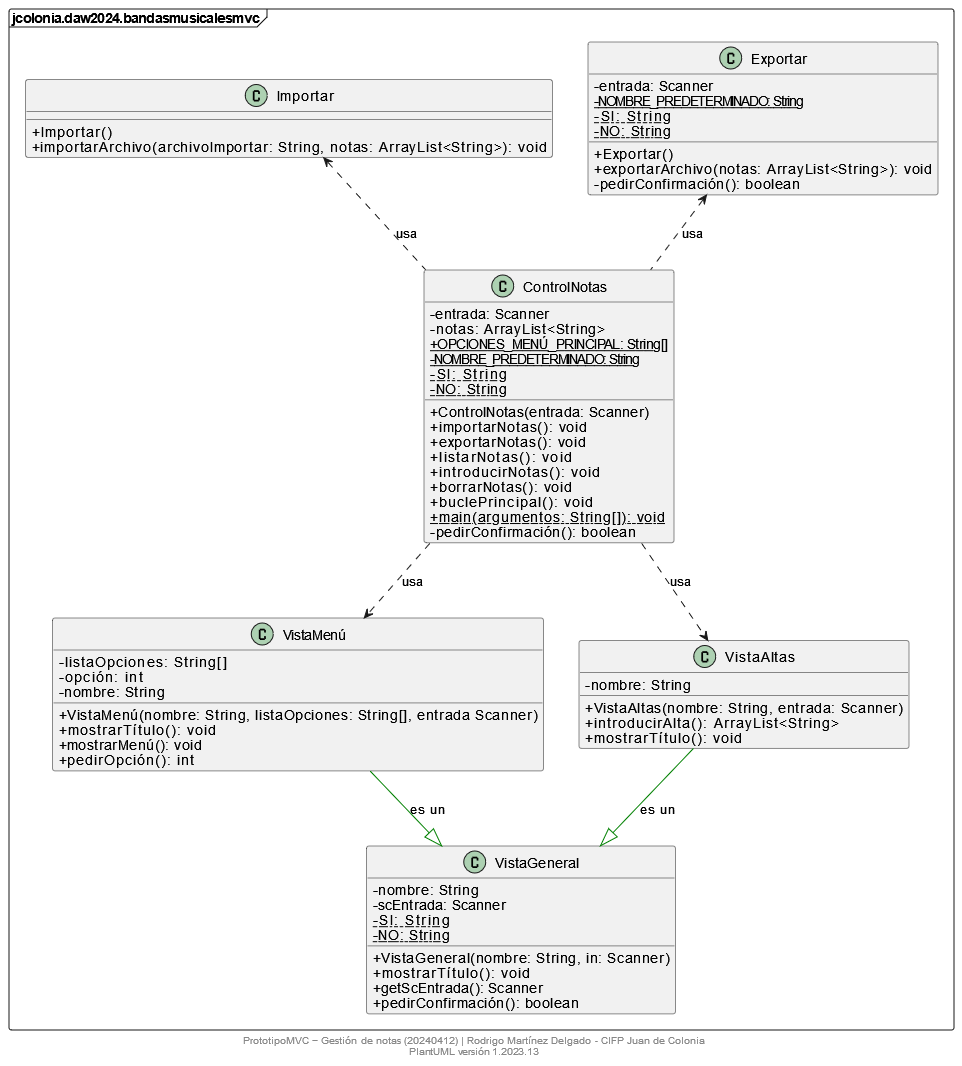 jcolonia.daw2024.bandasmusicalesmvc
C Importar
+Importar()
+importarArchivo(archivoImportar: String, notas: ArrayList<String>): void
C Exportar
-entrada: Scanner
-NOMBRE_PREDETERMINADO: String
-SI: String
-NO: String
+Exportar()
+exportarArchivo(notas: ArrayList<String>): void
-pedirConfirmación(): boolean
usa
usa
C ControlNotas
-entrada: Scanner
-notas: ArrayList<String>
+OPCIONES_MENÚ_PRINCIPAL: String[]
-NOMBRE_PREDETERMINADO: String
-SI: String
-NO: String
+ControlNotas(entrada: Scanner)
+importarNotas(): void
+exportarNotas(): void
+listarNotas(): void
+introducirNotas(): void
+borrarNotas(): void
+buclePrincipal(): void
+main(argumentos: String[]): void
-pedirConfirmación(): boolean
usa
usa
C VistaMenú
-listaOpciones: String[]
-opción: int
-nombre: String
+VistaMenú(nombre: String, listaOpciones: String[], entrada Scanner)
+mostrarTítulo(): void
+mostrarMenú(): void
+pedirOpción(): int
C VistaAltas
-nombre: String
+VistaAltas(nombre: String, entrada: Scanner)
+introducirAlta(): ArrayList<String>
+mostrarTítulo(): void
es un
es un
C VistaGeneral
-nombre: String
-scEntrada: Scanner
-SI: String
-NO: String
+VistaGeneral(nombre: String, in: Scanner)
+mostrarTítulo(): void
+getScEntrada(): Scanner
+pedirConfirmación(): boolean
PrototipoMVC – Gestión de notas (20240412) | Rodrigo Martínez Delgado - CIFP Juan de Colonia
PlantUML versión 1.2023.13